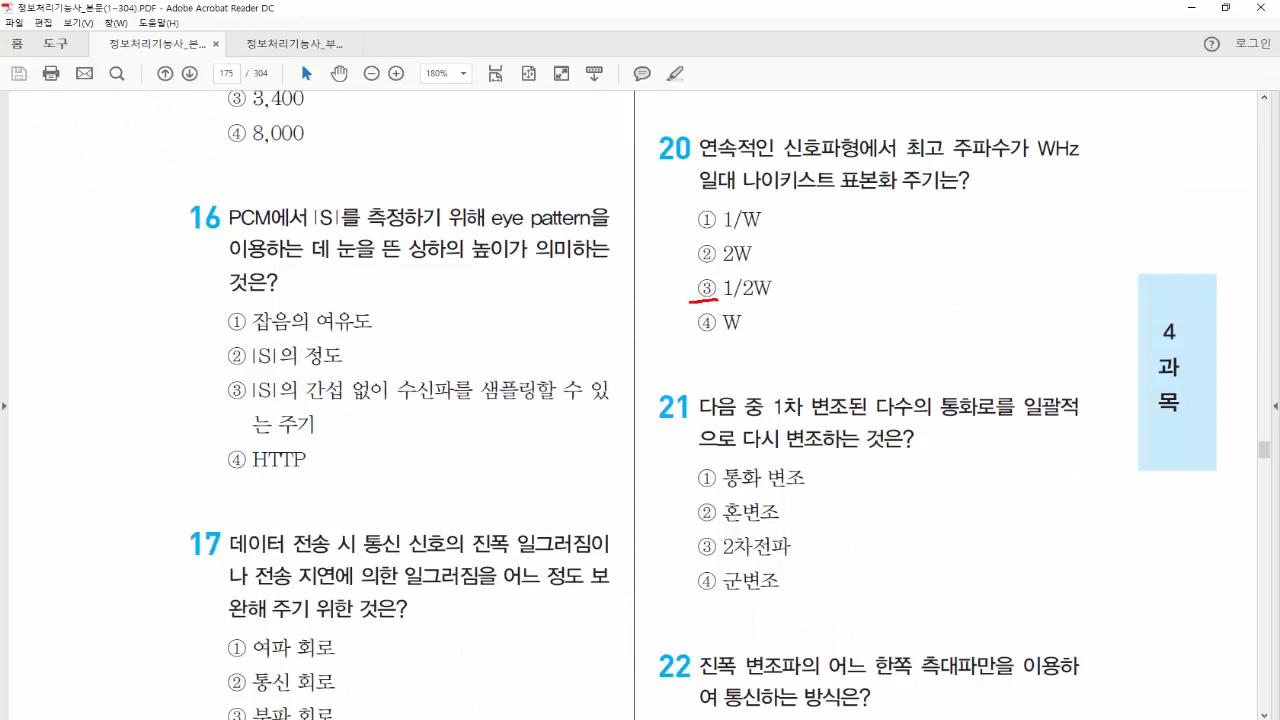 정보처리기능사_본문(1~304).PDF - Adobe Acrobat Reader DC
파일 편집 보기(V) 창(W) 도움말(H)
홈 도구 정보처리기능사_본... × 정보처리기능사_부... 로그인
175 / 304 180%
③ 3,400
④ 8,000
16 PCM에서 |S|를 측정하기 위해 eye pattern을
이용하는 데 눈을 뜬 상하의 높이가 의미하는
것은?
① 잡음의 여유도
② |S|의 정도
③ |S|의 간섭 없이 수신파를 샘플링할 수 있
는 주기
④ HTTP
17 데이터 전송 시 통신 신호의 진폭 일그러짐이
나 전송 지연에 의한 일그러짐을 어느 정도 보
완해 주기 위한 것은?
① 여파 회로
② 통신 회로
③ 복파 회로
20 연속적인 신호파형에서 최고 주파수가 WHz
일대 나이키스트 표본화 주기는?
① 1/W
② 2W
③ 1/2W
④ W
21 다음 중 1차 변조된 다수의 통화로를 일괄적
으로 다시 변조하는 것은?
① 통화 변조
② 혼변조
③ 2차전파
④ 군변조
22 진폭 변조파의 어느 한쪽 측대파만을 이용하
여 통신하는 방식은?
4
과
목